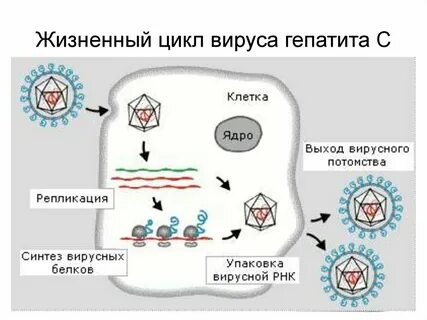 Жизненный цикл вируса гепатита С
Клетка
Ядро
Выход вирусного
потомства
Репликация
Синтез вирусных
белков
Упаковка
вирусной РНК